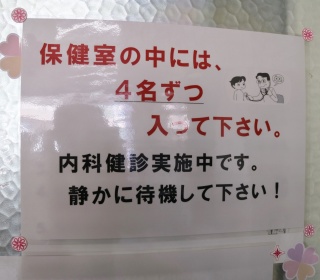 保健室の中には、
4名ずつ
入って下さい。
内科健診実施中です。
静かに待機して下さい！